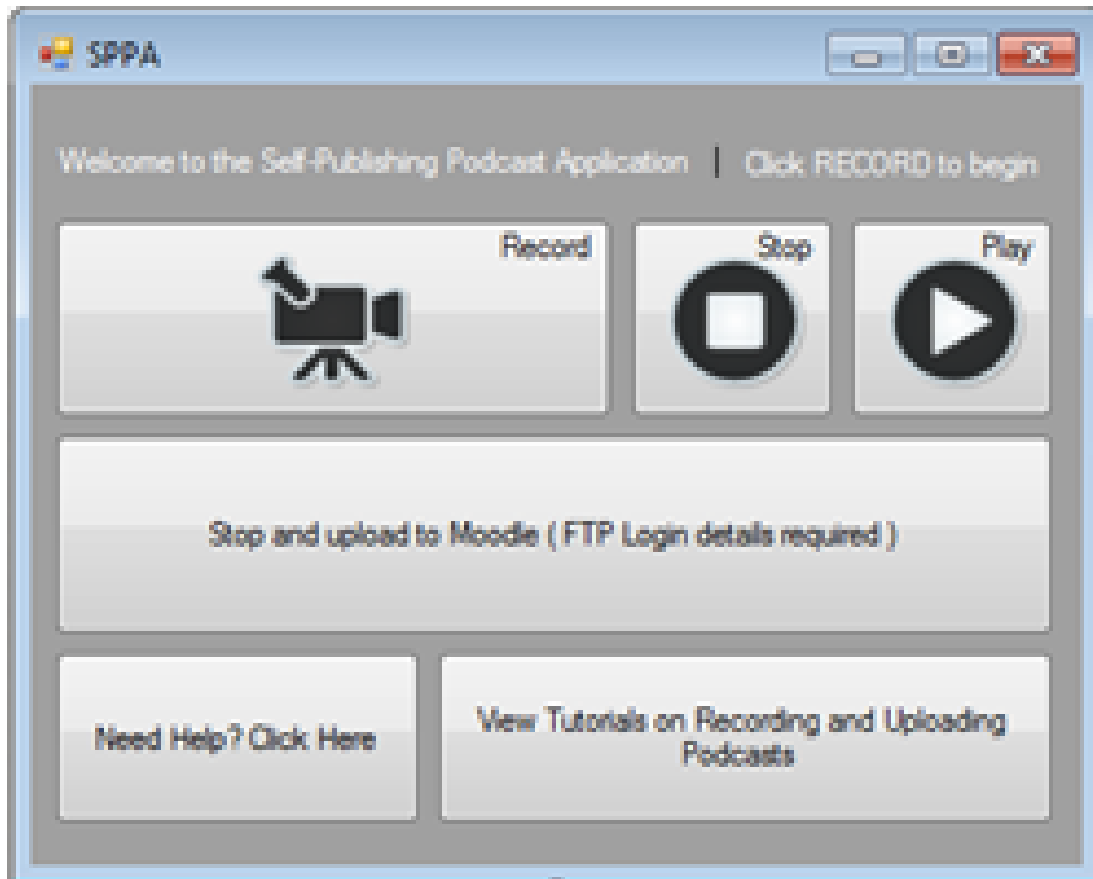 SPPA
Welcome to the Self-Publishing Podcast Application | Click RECORD to begin
Record
Stop
Play
Stop and upload to Moodle ( FTP Login details required )
Need Help? Click Here
View Tutorials on Recording and Uploading
Podcasts